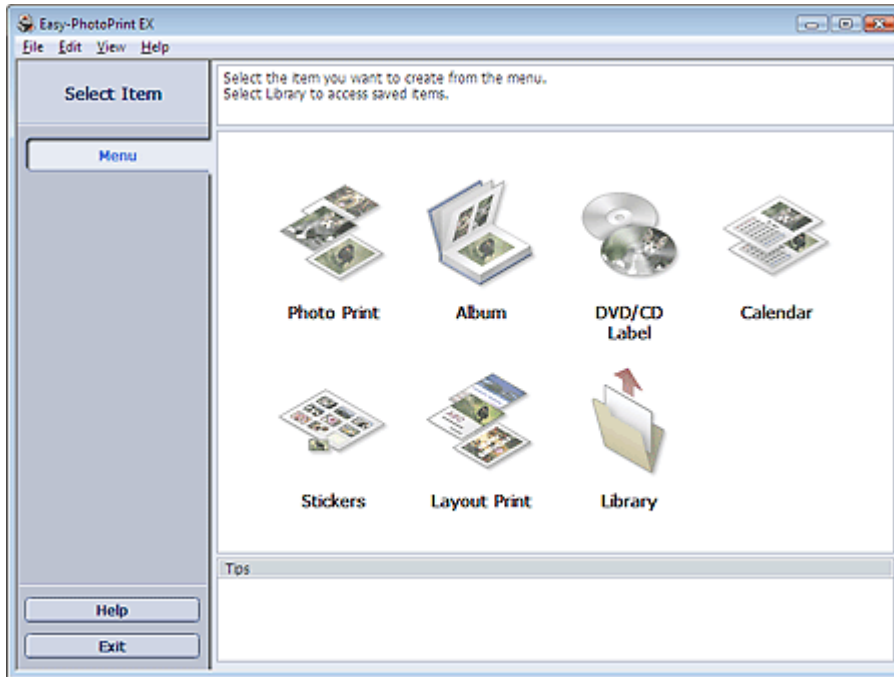 Easy-PhotoPrint EX
File Edit View Help
Select Item
Select the item you want to create from the menu.
Select Library to access saved items.
Menu
Photo Print
Album
DVD/CD
Label
Calendar
Stickers
Layout Print
Library
Tips
Help
Exit